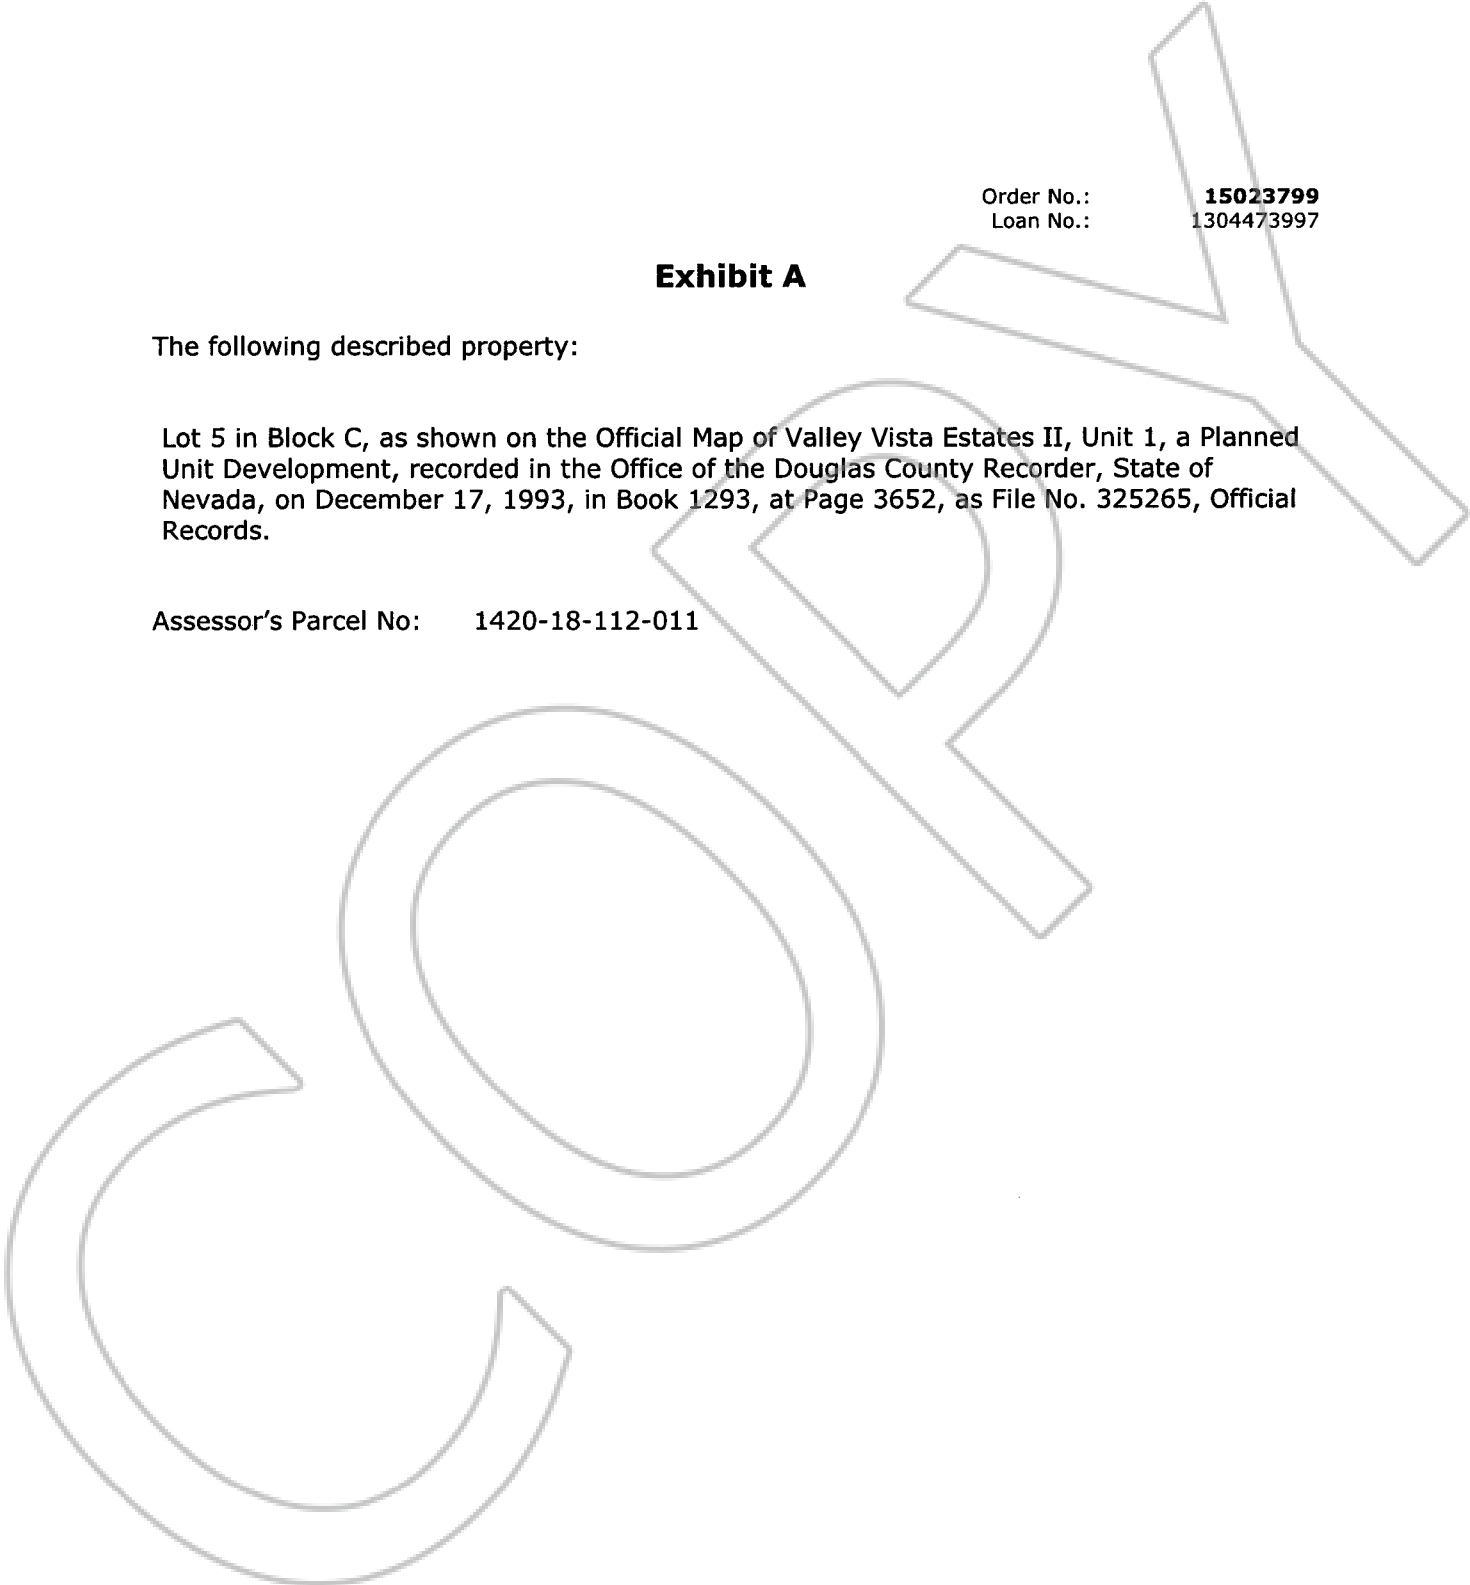 Order No.: 15023799
Loan No.: 1304473997
Exhibit A
The following described property:
Lot 5 in Block C, as shown on the Official Map of Valley Vista Estates II, Unit 1, a Planned
Unit Development, recorded in the Office of the Douglas County Recorder, State of
Nevada, on December 17, 1993, in Book 1293, at Page 3652, as File No. 325265, Official
Records.
Assessor's Parcel No: 1420-18-112-011
COPY